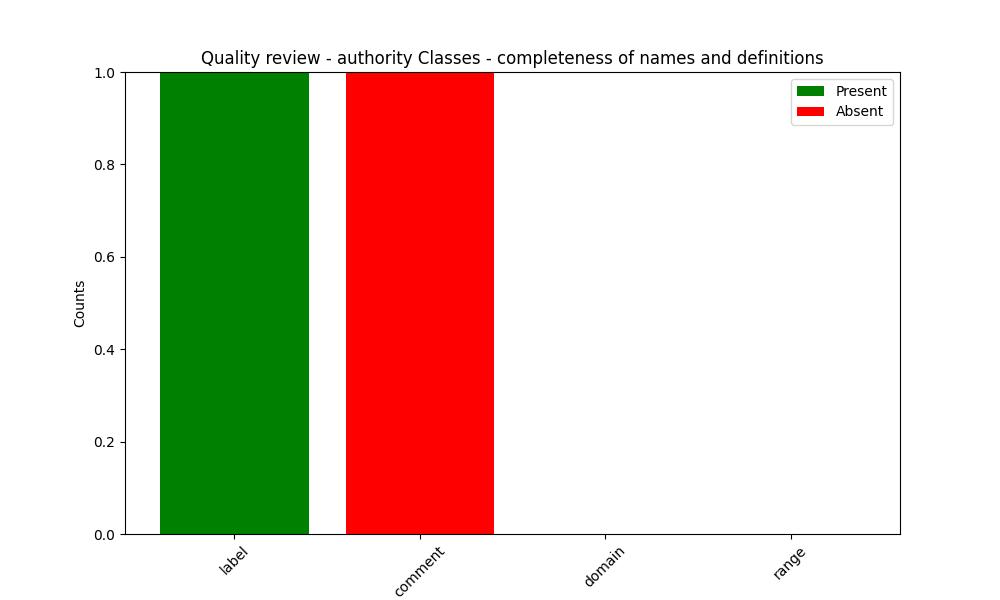 Quality review - authority Classes - completeness of names and definitions
1.0
0.8
0.6
0.4
0.2
0.0
Counts
Present
Absent
label
comment
domain
range